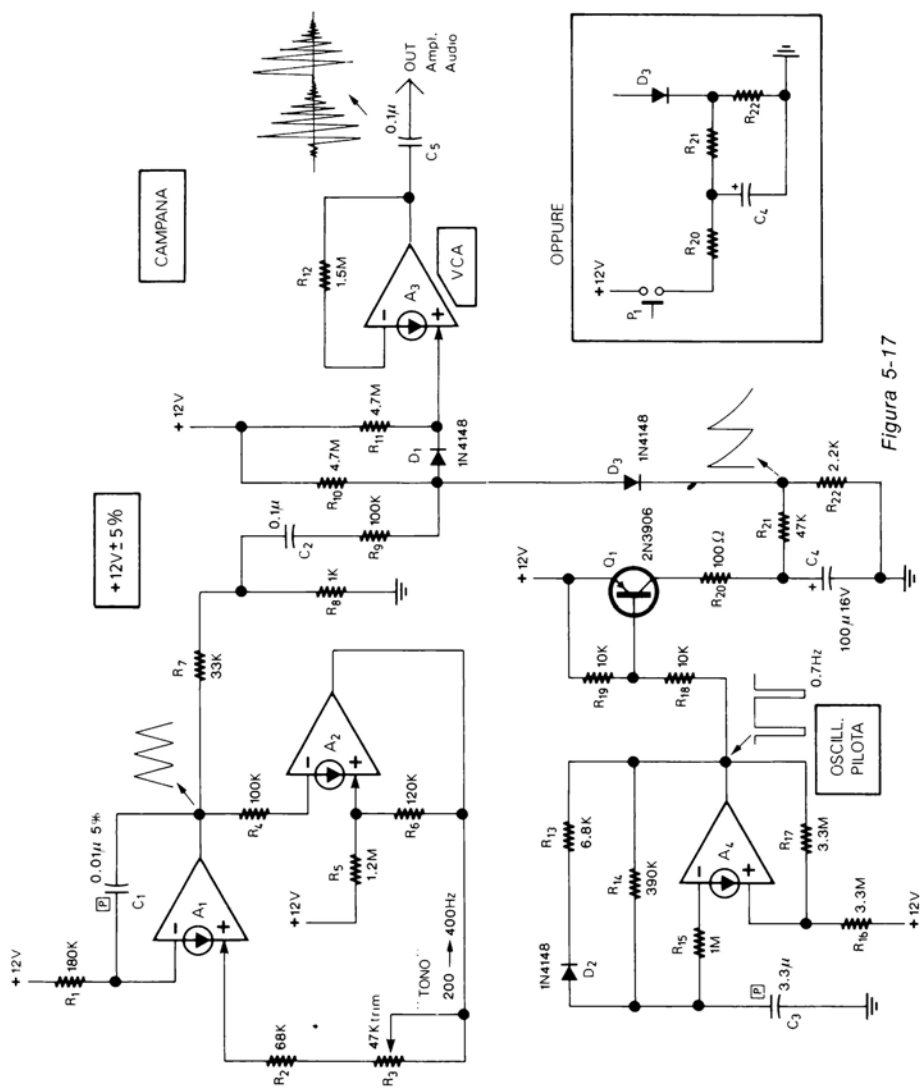 CAMPANA
+12V±5%
OPPURE
+12V
R1
180K
[P]
C1
0.01µ 5%
A1
−
+
R2
68K
R3
47K trim
"TONO"
200 → 400Hz
R4
100K
+12V
R5
1.2M
−
A2
+
R6
120K
R7
33K
R8
1K
C2
0.1µ
R9
100K
+12V
R10
4.7M
R11
4.7M
D1
1N4148
R12
1.5M
−
A3
+
VCA
0.1µ
C5
OUT
Ampl.
Audio
1N4148
D2
R13
6.8K
R14
390K
R15
1M
[P]
3.3µ
C3
−
A4
+
R17
3.3M
R16
3.3M
+12V
OSCILL.
PILOTA
0.7Hz
+12V
R19
10K
R18
10K
Q1
2N3906
R20
100Ω
+
C4
100µ16V
R21
47K
R22
2.2K
D3
1N4148
+12V
P1
R20
+
C4
R21
R22
D3
Figura 5-17